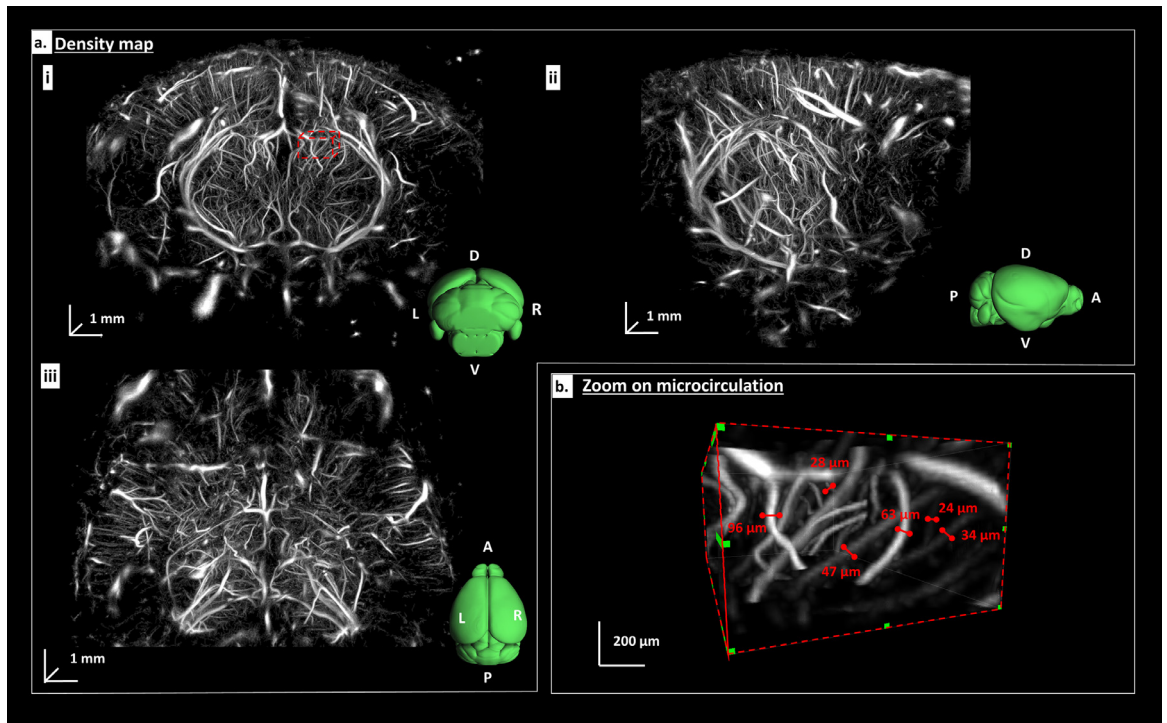 a. Density map
i
ii
D
L
R
V
1 mm
D
P
A
V
1 mm
iii
A
L
R
P
1 mm
b. Zoom on microcirculation
28 µm
96 µm
63 µm
24 µm
34 µm
47 µm
200 µm